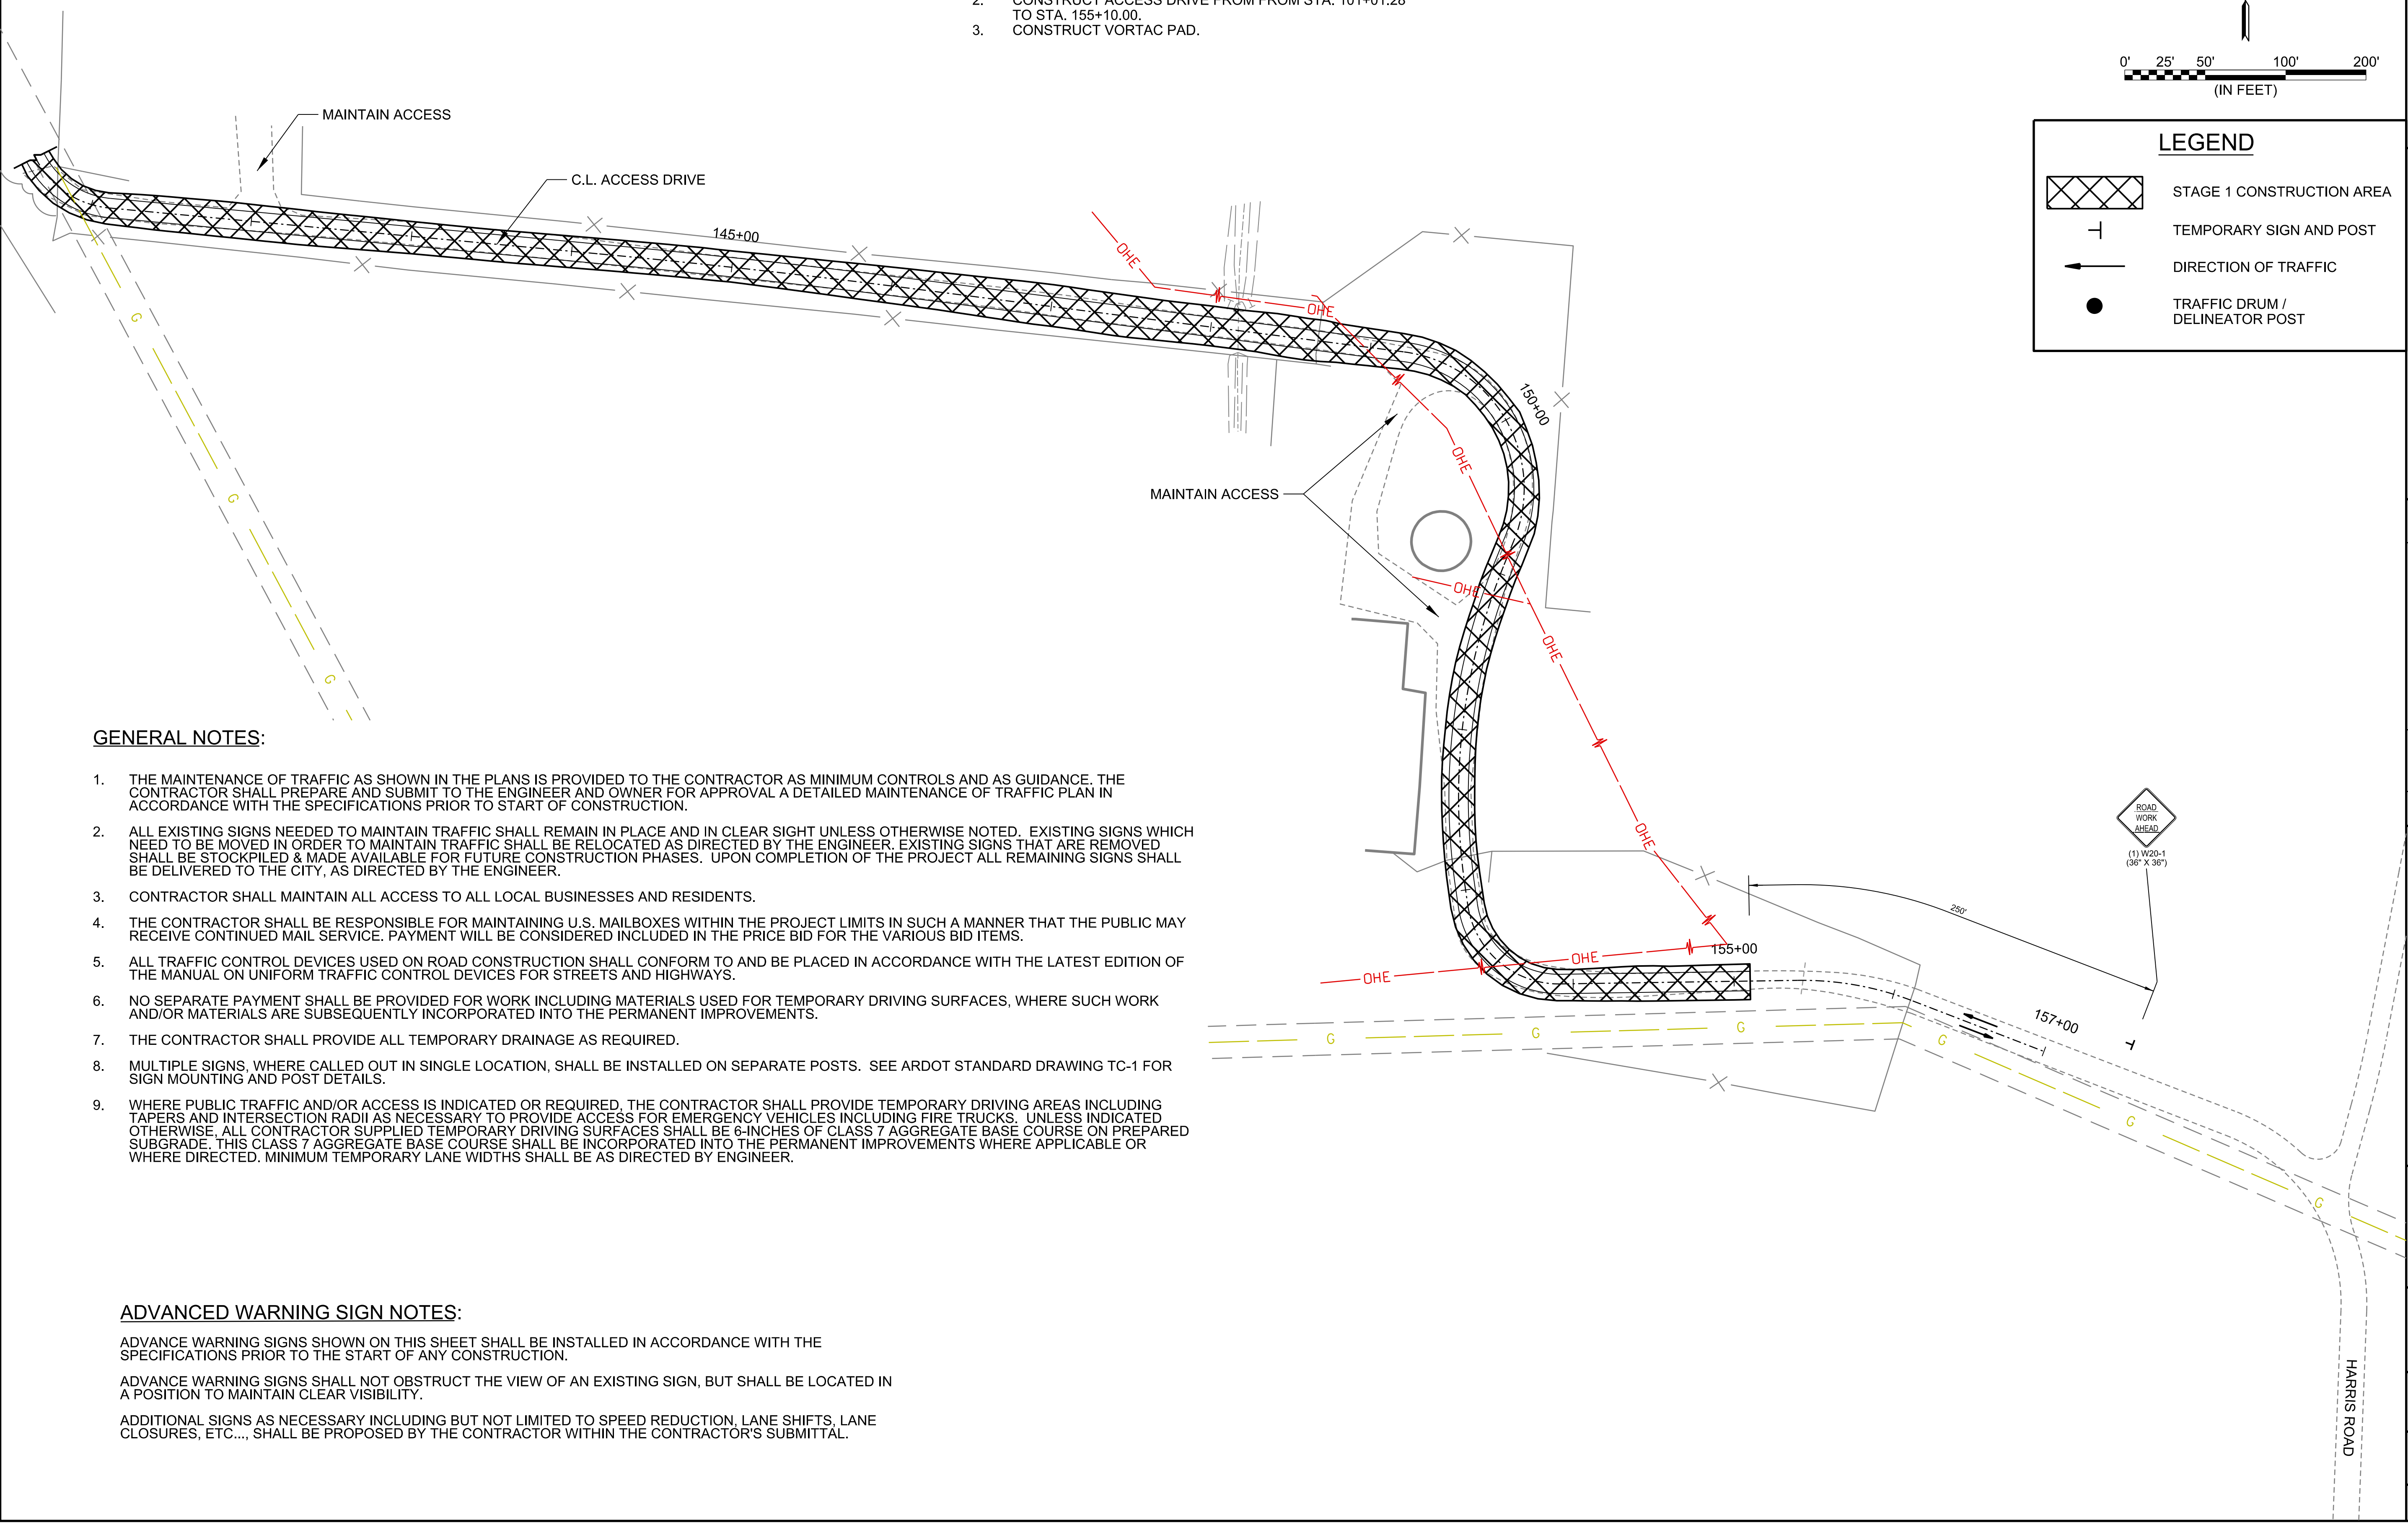 2. CONSTRUCT ACCESS DRIVE FROM FROM STA. 101+01.28
TO STA. 155+10.00.
3. CONSTRUCT VORTAC PAD.
0' 25' 50' 100' 200'
(IN FEET)
LEGEND
STAGE 1 CONSTRUCTION AREA
TEMPORARY SIGN AND POST
DIRECTION OF TRAFFIC
TRAFFIC DRUM /
DELINEATOR POST
MAINTAIN ACCESS
C.L. ACCESS DRIVE
145+00
OHE
OHE
150+00
OHE
MAINTAIN ACCESS
OHE
OHE
OHE
155+00
OHE
OHE
G
G
G
G
G
G
G
G
G
250'
157+00
ROAD
WORK
AHEAD
(1) W20-1
(36" X 36")
HARRIS ROAD
GENERAL NOTES:
1. THE MAINTENANCE OF TRAFFIC AS SHOWN IN THE PLANS IS PROVIDED TO THE CONTRACTOR AS MINIMUM CONTROLS AND AS GUIDANCE. THE
CONTRACTOR SHALL PREPARE AND SUBMIT TO THE ENGINEER AND OWNER FOR APPROVAL A DETAILED MAINTENANCE OF TRAFFIC PLAN IN
ACCORDANCE WITH THE SPECIFICATIONS PRIOR TO START OF CONSTRUCTION.
2. ALL EXISTING SIGNS NEEDED TO MAINTAIN TRAFFIC SHALL REMAIN IN PLACE AND IN CLEAR SIGHT UNLESS OTHERWISE NOTED. EXISTING SIGNS WHICH
NEED TO BE MOVED IN ORDER TO MAINTAIN TRAFFIC SHALL BE RELOCATED AS DIRECTED BY THE ENGINEER. EXISTING SIGNS THAT ARE REMOVED
SHALL BE STOCKPILED & MADE AVAILABLE FOR FUTURE CONSTRUCTION PHASES. UPON COMPLETION OF THE PROJECT ALL REMAINING SIGNS SHALL
BE DELIVERED TO THE CITY, AS DIRECTED BY THE ENGINEER.
3. CONTRACTOR SHALL MAINTAIN ALL ACCESS TO ALL LOCAL BUSINESSES AND RESIDENTS.
4. THE CONTRACTOR SHALL BE RESPONSIBLE FOR MAINTAINING U.S. MAILBOXES WITHIN THE PROJECT LIMITS IN SUCH A MANNER THAT THE PUBLIC MAY
RECEIVE CONTINUED MAIL SERVICE. PAYMENT WILL BE CONSIDERED INCLUDED IN THE PRICE BID FOR THE VARIOUS BID ITEMS.
5. ALL TRAFFIC CONTROL DEVICES USED ON ROAD CONSTRUCTION SHALL CONFORM TO AND BE PLACED IN ACCORDANCE WITH THE LATEST EDITION OF
THE MANUAL ON UNIFORM TRAFFIC CONTROL DEVICES FOR STREETS AND HIGHWAYS.
6. NO SEPARATE PAYMENT SHALL BE PROVIDED FOR WORK INCLUDING MATERIALS USED FOR TEMPORARY DRIVING SURFACES, WHERE SUCH WORK
AND/OR MATERIALS ARE SUBSEQUENTLY INCORPORATED INTO THE PERMANENT IMPROVEMENTS.
7. THE CONTRACTOR SHALL PROVIDE ALL TEMPORARY DRAINAGE AS REQUIRED.
8. MULTIPLE SIGNS, WHERE CALLED OUT IN SINGLE LOCATION, SHALL BE INSTALLED ON SEPARATE POSTS. SEE ARDOT STANDARD DRAWING TC-1 FOR
SIGN MOUNTING AND POST DETAILS.
9. WHERE PUBLIC TRAFFIC AND/OR ACCESS IS INDICATED OR REQUIRED, THE CONTRACTOR SHALL PROVIDE TEMPORARY DRIVING AREAS INCLUDING
TAPERS AND INTERSECTION RADII AS NECESSARY TO PROVIDE ACCESS FOR EMERGENCY VEHICLES INCLUDING FIRE TRUCKS. UNLESS INDICATED
OTHERWISE, ALL CONTRACTOR SUPPLIED TEMPORARY DRIVING SURFACES SHALL BE 6-INCHES OF CLASS 7 AGGREGATE BASE COURSE ON PREPARED
SUBGRADE. THIS CLASS 7 AGGREGATE BASE COURSE SHALL BE INCORPORATED INTO THE PERMANENT IMPROVEMENTS WHERE APPLICABLE OR
WHERE DIRECTED. MINIMUM TEMPORARY LANE WIDTHS SHALL BE AS DIRECTED BY ENGINEER.
ADVANCED WARNING SIGN NOTES:
ADVANCE WARNING SIGNS SHOWN ON THIS SHEET SHALL BE INSTALLED IN ACCORDANCE WITH THE
SPECIFICATIONS PRIOR TO THE START OF ANY CONSTRUCTION.
ADVANCE WARNING SIGNS SHALL NOT OBSTRUCT THE VIEW OF AN EXISTING SIGN, BUT SHALL BE LOCATED IN
A POSITION TO MAINTAIN CLEAR VISIBILITY.
ADDITIONAL SIGNS AS NECESSARY INCLUDING BUT NOT LIMITED TO SPEED REDUCTION, LANE SHIFTS, LANE
CLOSURES, ETC..., SHALL BE PROPOSED BY THE CONTRACTOR WITHIN THE CONTRACTOR'S SUBMITTAL.